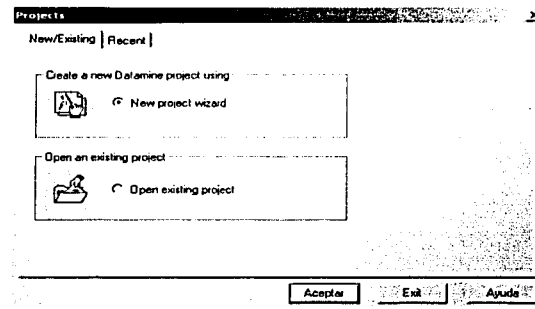 Projects
New/Existing Recent
Create a new Datamine project using
New project wizard
Open an existing project
Open existing project
Aceptar Exit Ayuda